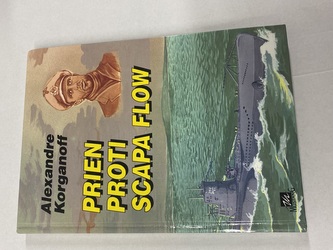 Alexandre
Korganoff
PRIEN
PROTI
SCAPA FLOW